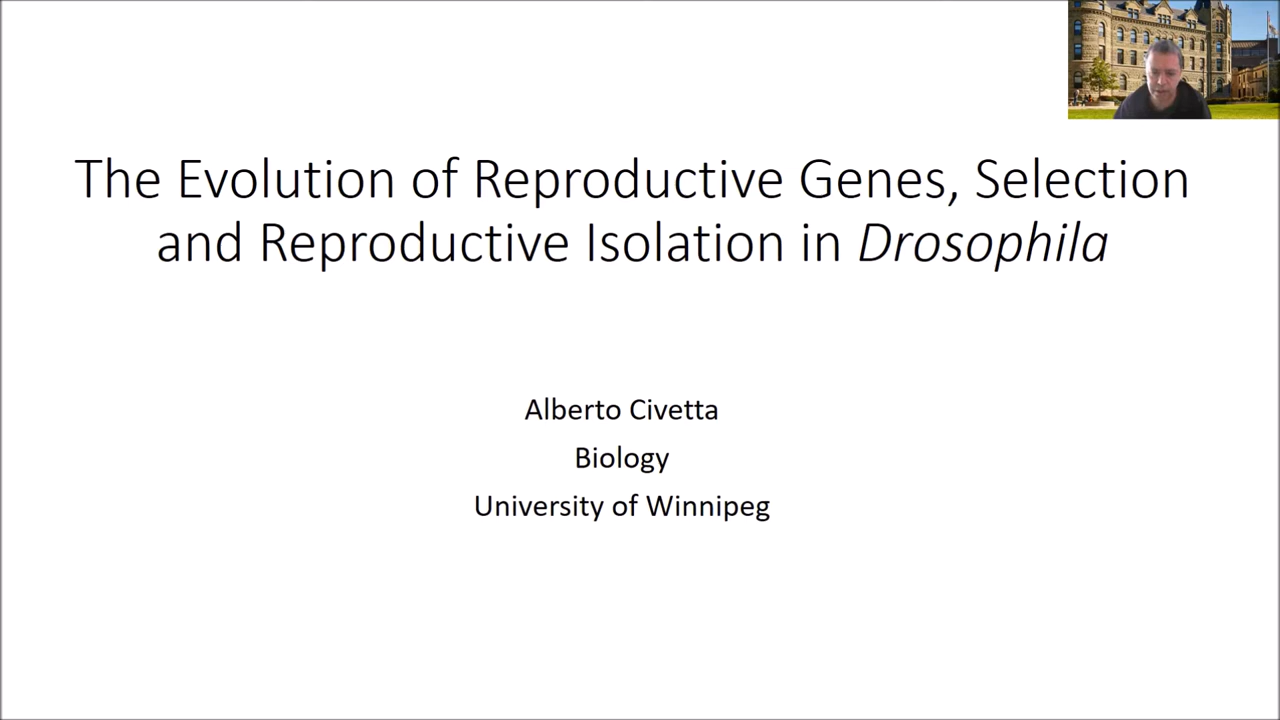 The Evolution of Reproductive Genes, Selection
and Reproductive Isolation in Drosophila
Alberto Civetta
Biology
University of Winnipeg